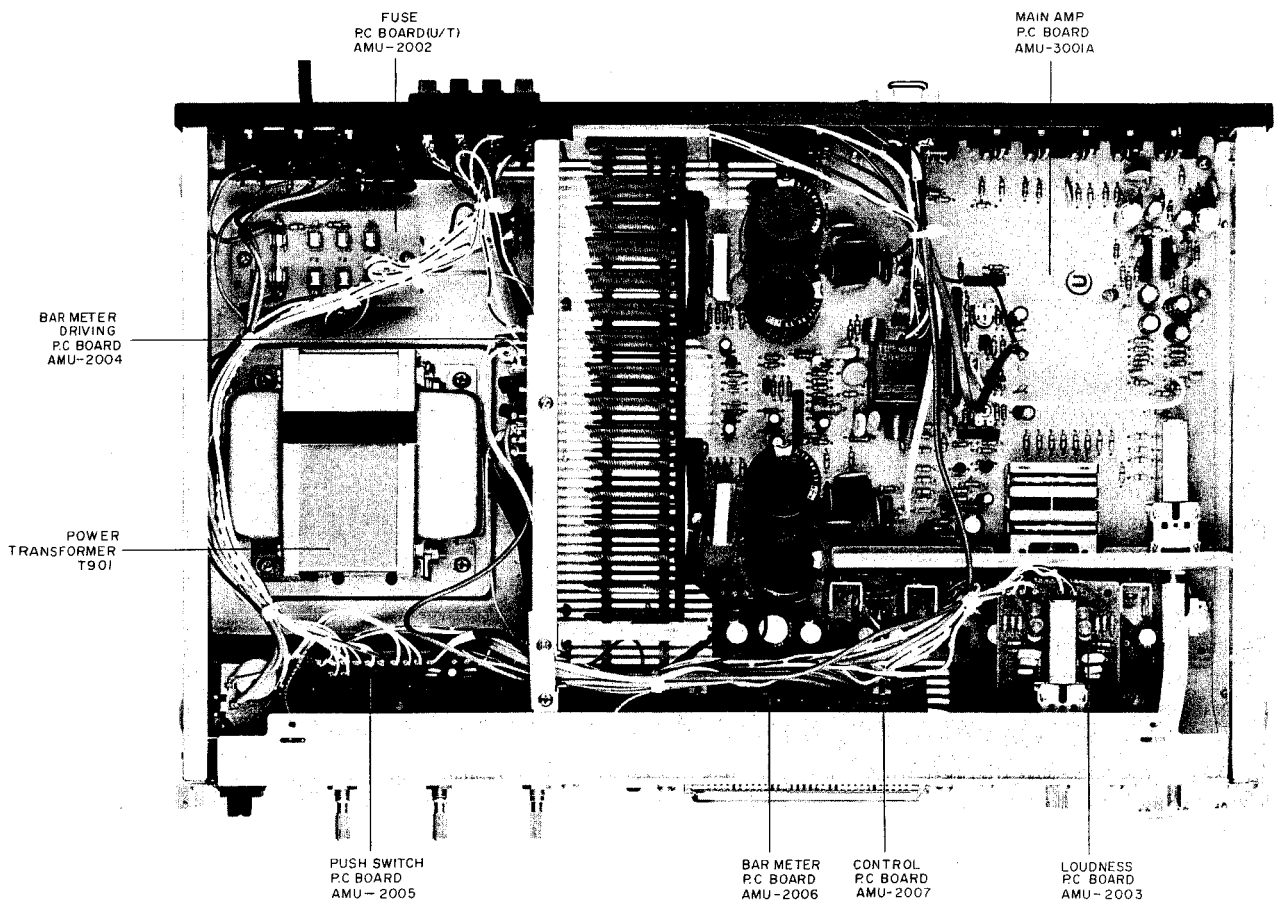 FUSE
P.C BOARD(U/T)
AMU-2002
MAIN AMP
P.C BOARD
AMU-3001A
BAR METER
DRIVING
P.C BOARD
AMU-2004
POWER
TRANSFORMER
T901
PUSH SWITCH
P.C BOARD
AMU-2005
BAR METER
P.C BOARD
AMU-2006
CONTROL
P.C BOARD
AMU-2007
LOUDNESS
P.C BOARD
AMU-2003